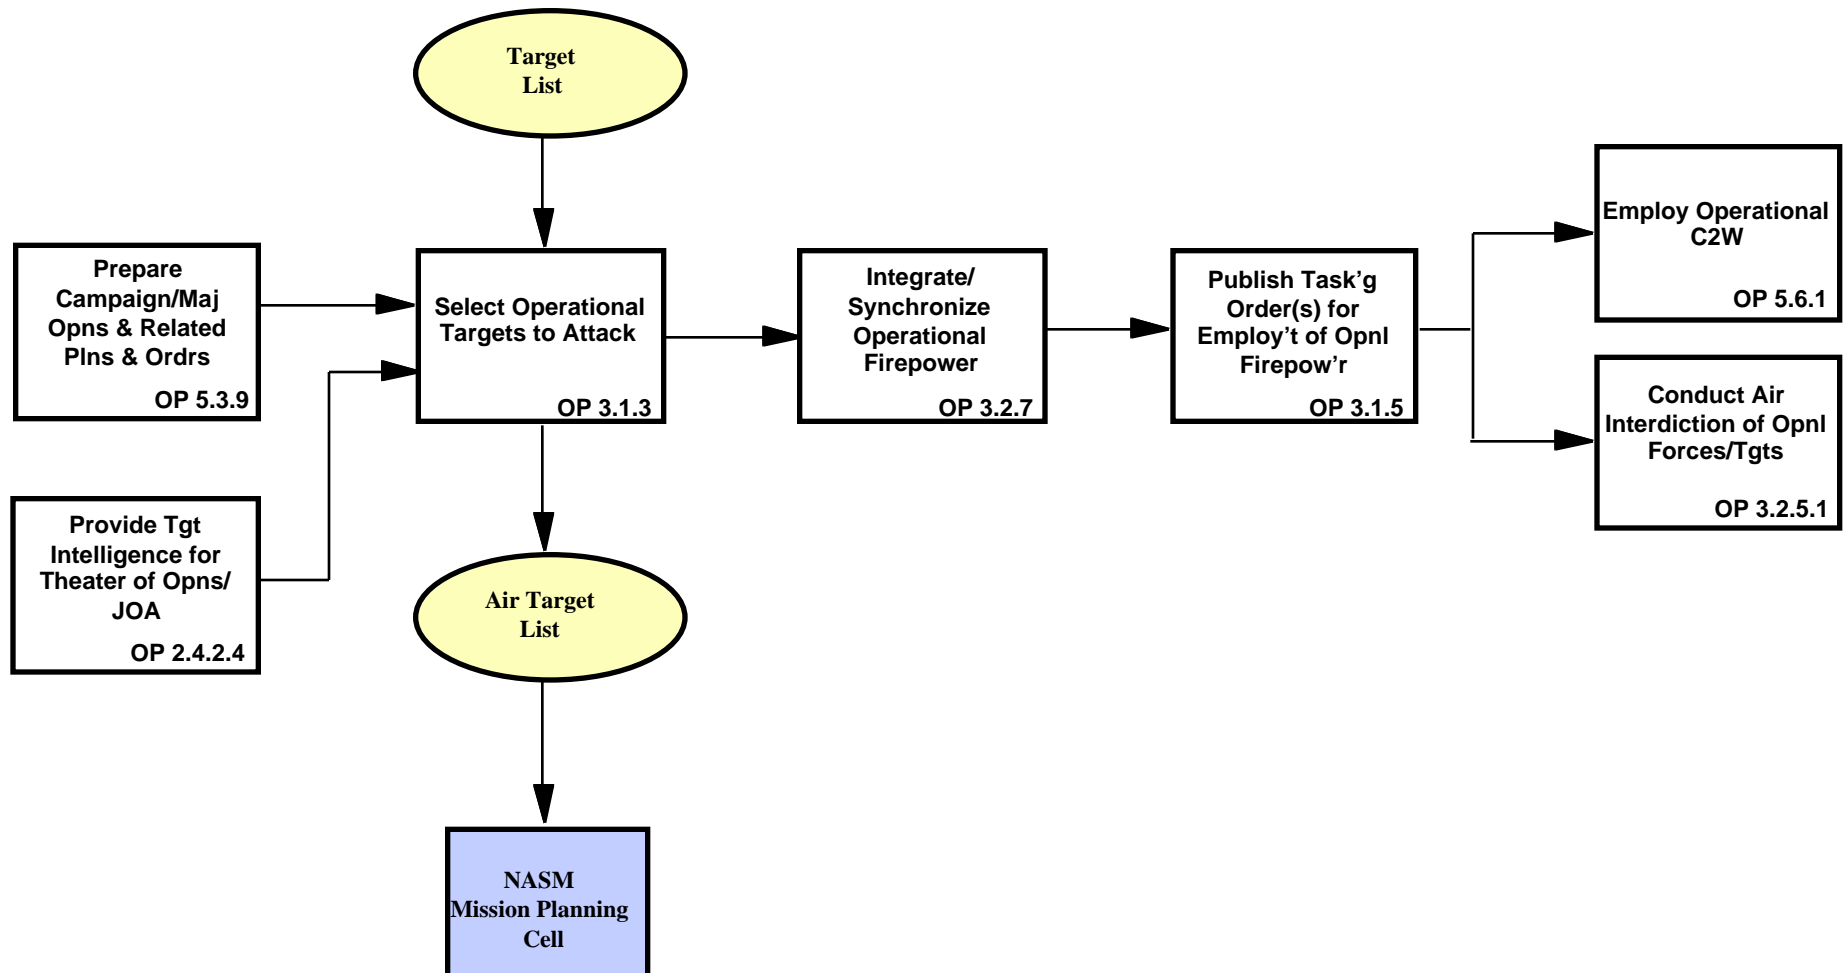 Target
List
Prepare
Campaign/Maj
Opns & Related
Plns & Ordrs
OP 5.3.9
Select Operational
Targets to Attack
OP 3.1.3
Integrate/
Synchronize
Operational
Firepower
OP 3.2.7
Publish Task’g
Order(s) for
Employ’t of Opnl
Firepow’r
OP 3.1.5
Employ Operational
C2W
OP 5.6.1
Conduct Air
Interdiction of Opnl
Forces/Tgts
OP 3.2.5.1
Provide Tgt
Intelligence for
Theater of Opns/
JOA
OP 2.4.2.4
Air Target
List
NASM
Mission Planning
Cell